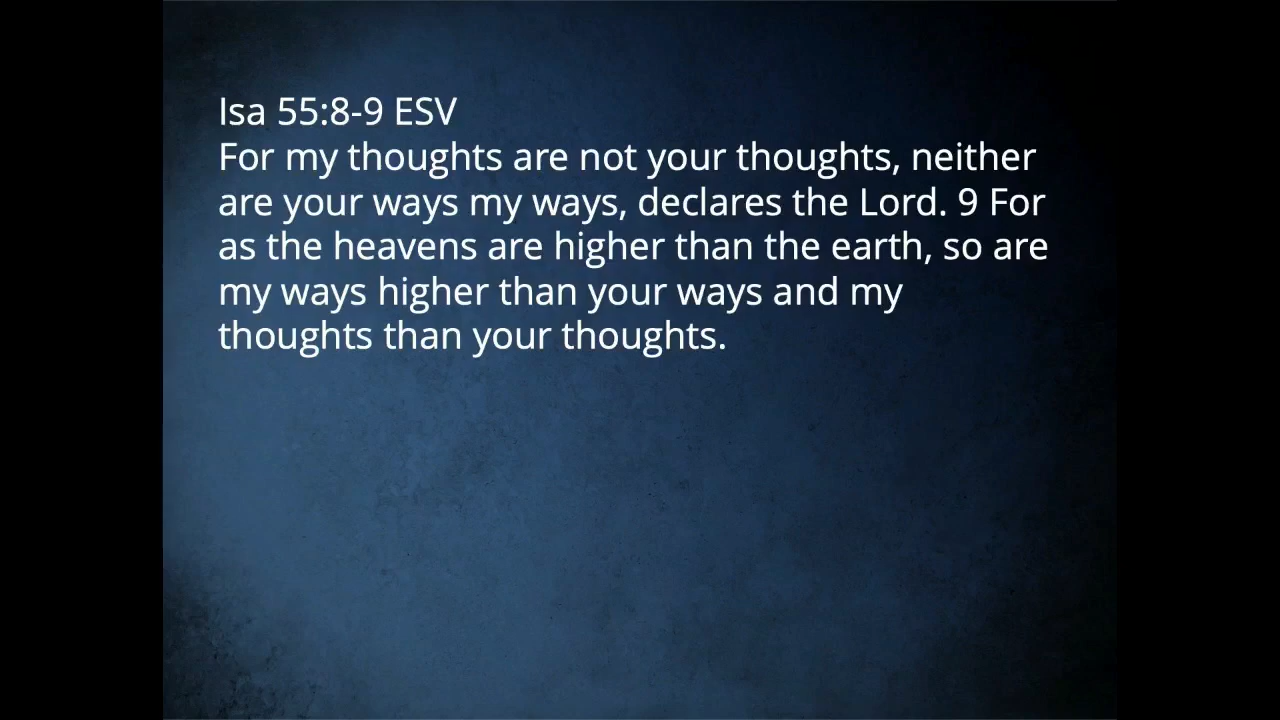 Isa 55:8-9 ESV
For my thoughts are not your thoughts, neither
are your ways my ways, declares the Lord. 9 For
as the heavens are higher than the earth, so are
my ways higher than your ways and my
thoughts than your thoughts.